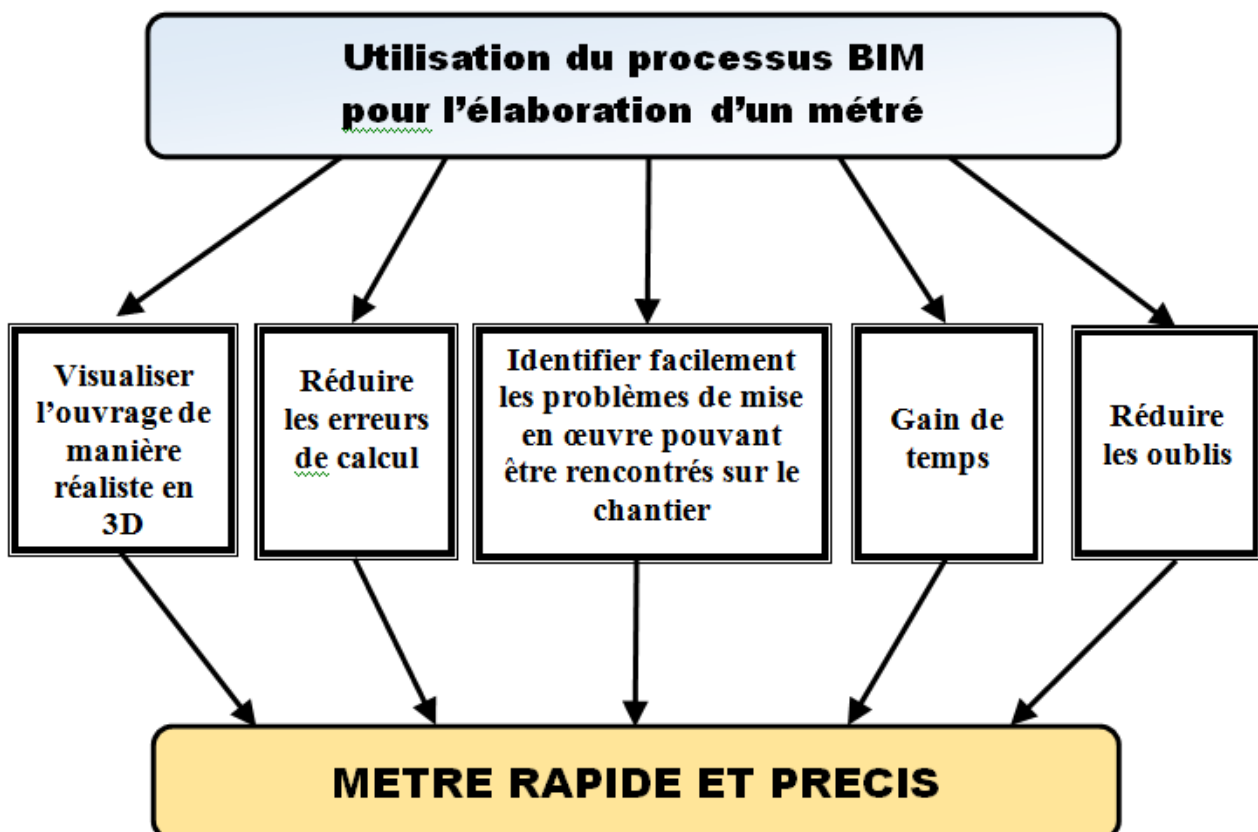 Utilisation du processus BIM
pour l'élaboration d'un métré
Visualiser
l'ouvrage de
manière
réaliste en
3D
Réduire
les erreurs
de calcul
Identifier facilement
les problèmes de mise
en œuvre pouvant
être rencontrés sur le
chantier
Gain de
temps
Réduire
les oublis
METRE RAPIDE ET PRECIS